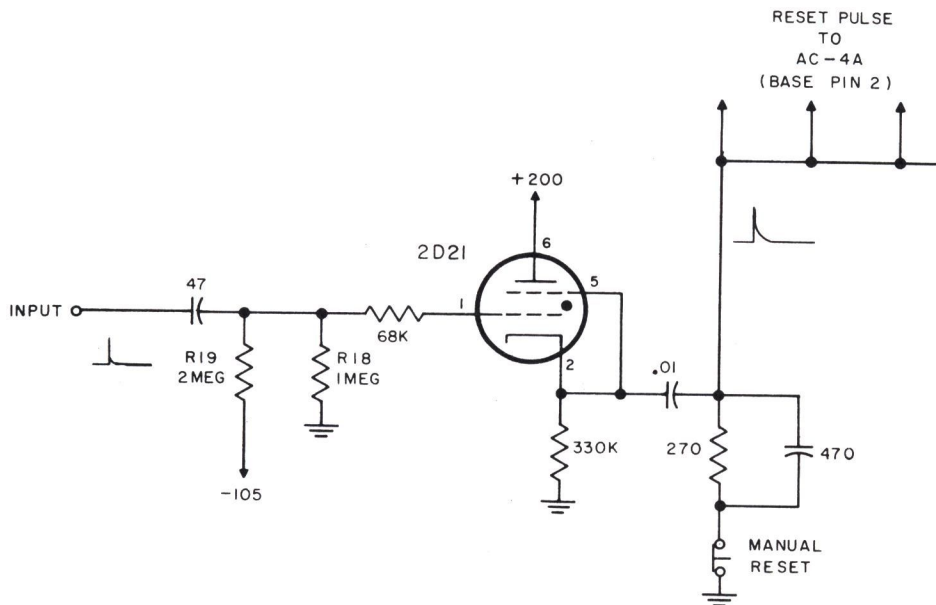 RESET PULSE
TO
AC-4A
(BASE PIN 2)
+200
6
2D21
5
47
1
INPUT
68K
2
.01
R19
2MEG
R18
1MEG
330K
270
470
-105
MANUAL
RESET